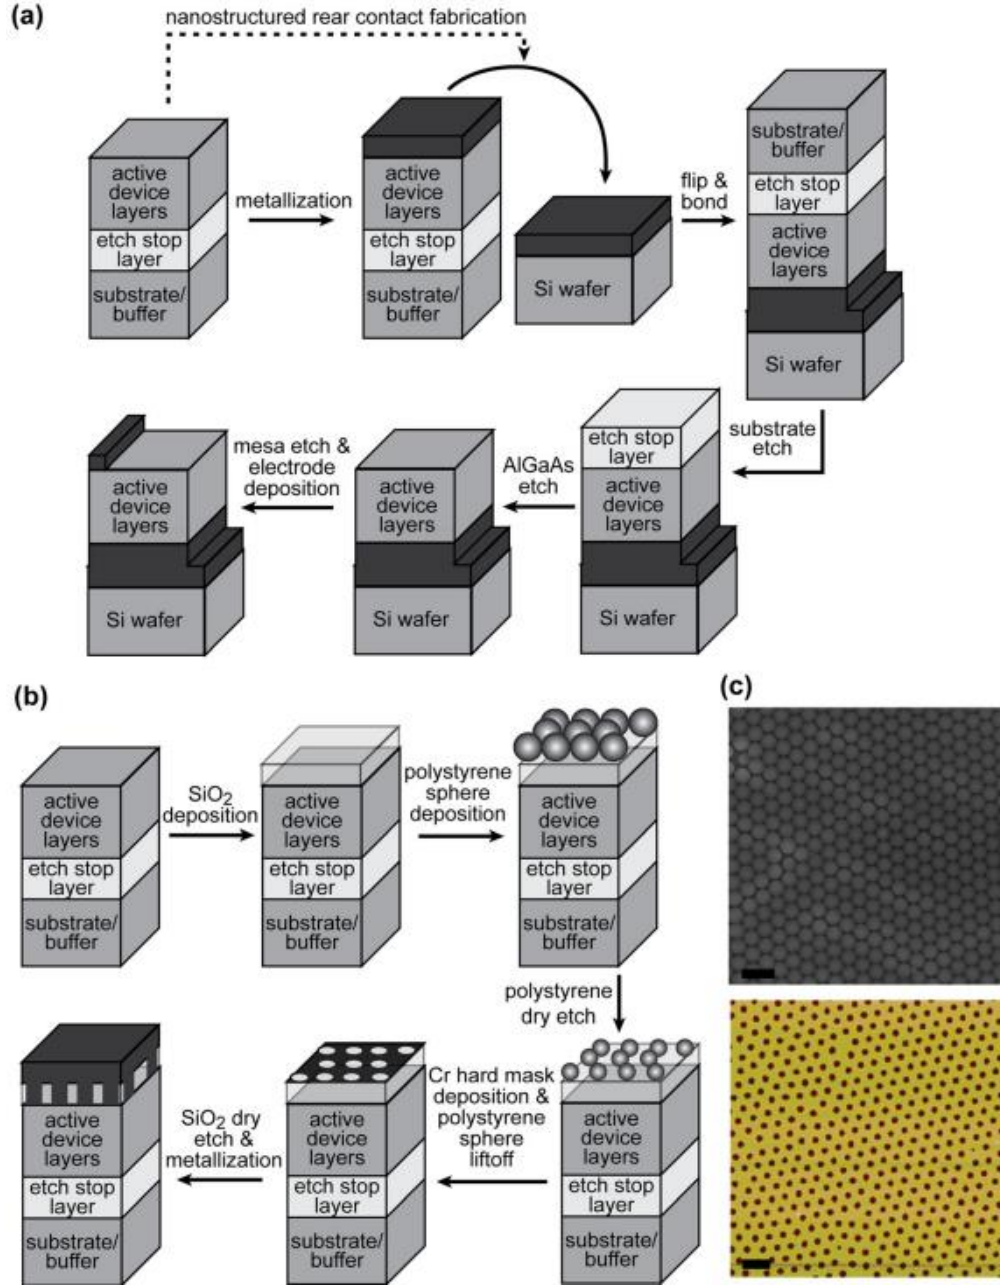 (a)
nanostructured rear contact fabrication
active
device
layers
etch stop
layer
substrate/
buffer
metallization
active
device
layers
etch stop
layer
substrate/
buffer
Si wafer
flip &
bond
substrate/
buffer
etch stop
layer
active
device
layers
Si wafer
substrate
etch
etch stop
layer
active
device
layers
Si wafer
AlGaAs
etch
active
device
layers
Si wafer
mesa etch &
electrode
deposition
active
device
layers
Si wafer
(b)
active
device
layers
etch stop
layer
substrate/
buffer
SiO2
deposition
active
device
layers
etch stop
layer
substrate/
buffer
polystyrene
sphere
deposition
active
device
layers
etch stop
layer
substrate/
buffer
polystyrene
dry etch
active
device
layers
etch stop
layer
substrate/
buffer
Cr hard mask
deposition &
polystyrene
sphere
liftoff
active
device
layers
etch stop
layer
substrate/
buffer
SiO2 dry
etch &
metallization
active
device
layers
etch stop
layer
substrate/
buffer
(c)